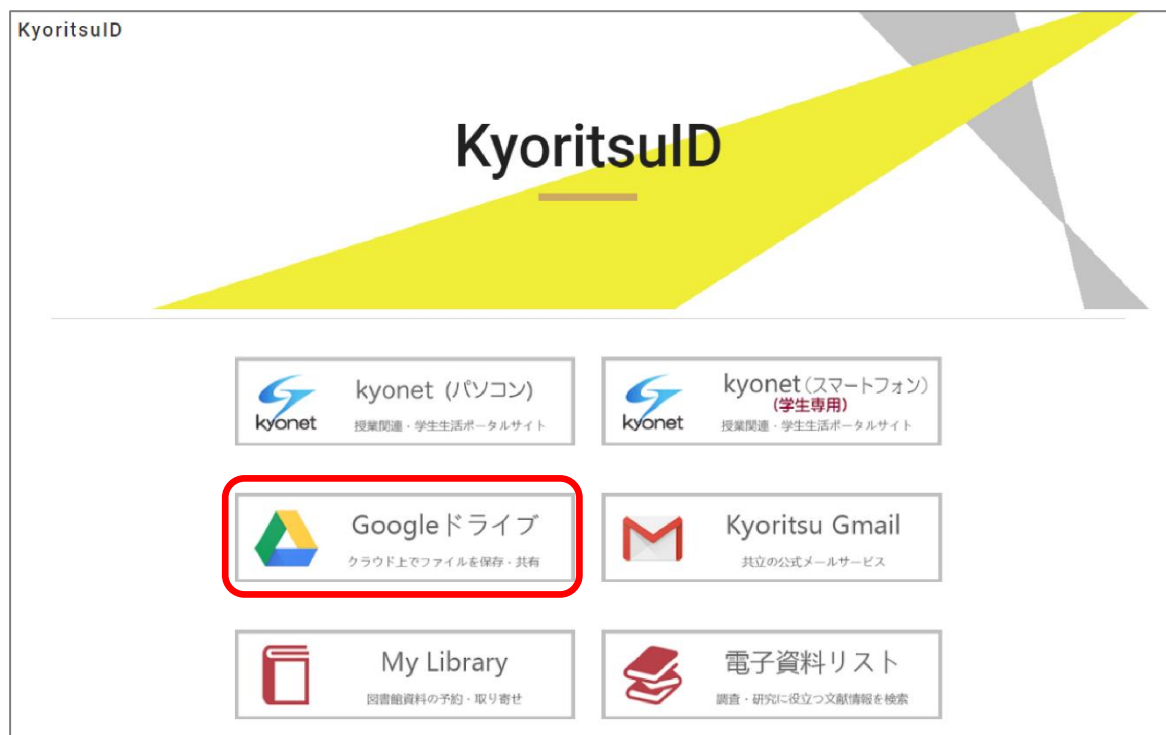 KyoritsuID
KyoritsuID
kyonet (パソコン)
kyonet
授業関連・学生生活ポータルサイト
kyonet(スマートフォン)
(学生専用)
kyonet
授業関連・学生生活ポータルサイト
Googleドライブ
クラウド上でファイルを保存・共有
Kyoritsu Gmail
共立の公式メールサービス
My Library
図書館資料の予約・取り寄せ
電子資料リスト
調査・研究に役立つ文献情報を検索